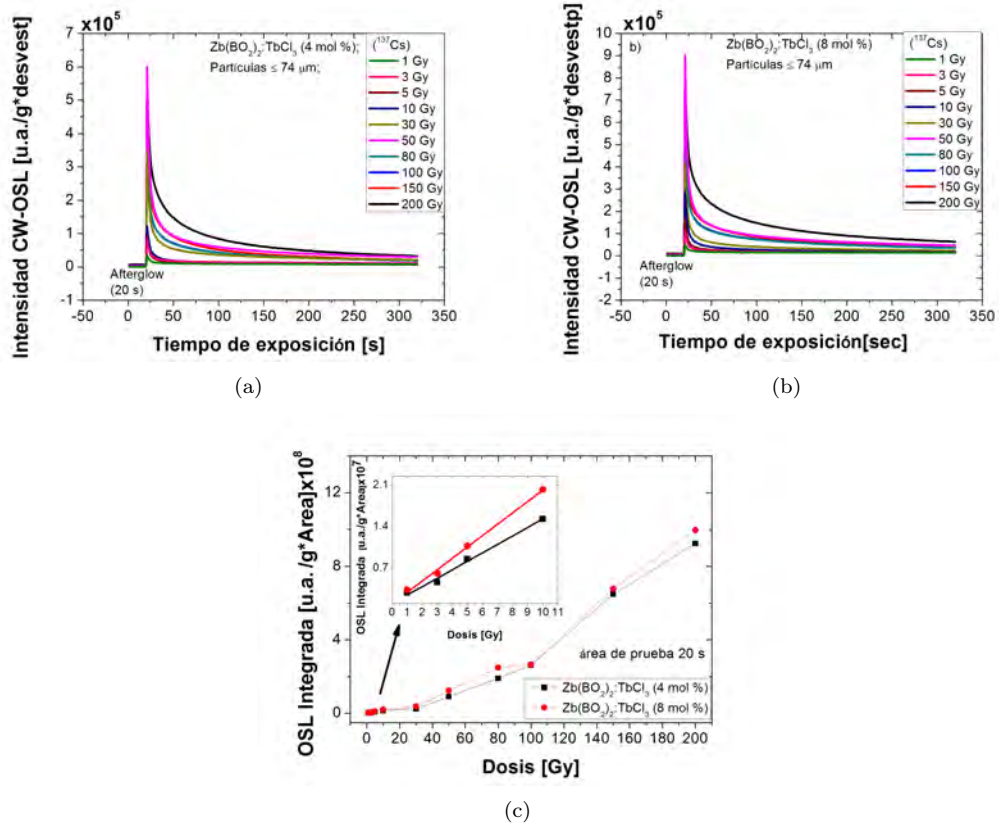 x10⁵
Zb(BO₂)₂:TbCl₃ (4 mol %);
Partículas ≤ 74 µm;
(¹³⁷Cs)
1 Gy
3 Gy
5 Gy
10 Gy
30 Gy
50 Gy
80 Gy
100 Gy
150 Gy
200 Gy
Intensidad CW-OSL [u.a./g*desvest]
7
6
5
4
3
2
1
0
-1
Afterglow
(20 s)
-50 0 50 100 150 200 250 300 350
Tiempo de exposición [s]
(a)
x10⁵
b)
Zb(BO₂)₂:TbCl₃ (8 mol %)
Partículas ≤ 74 µm
(¹³⁷Cs)
1 Gy
3 Gy
5 Gy
10 Gy
30 Gy
50 Gy
80 Gy
100 Gy
150 Gy
200 Gy
Intensidad CW-OSL [u.a./g*desvestp]
10
9
8
7
6
5
4
3
2
1
0
-1
-2
Afterglow
(20 s)
-50 0 50 100 150 200 250 300 350
Tiempo de exposición[sec]
(b)
OSL Integrada [u.a./g*Area]x10⁸
12
8
4
0
OSL Integrada [u.a./g*Area]x10⁷
2.1
1.4
0.7
0 1 2 3 4 5 6 7 8 9 10 11
Dosis [Gy]
área de prueba 20 s
Zb(BO₂)₂:TbCl₃ (4 mol %)
Zb(BO₂)₂:TbCl₃ (8 mol %)
0 20 40 60 80 100 120 140 160 180 200
Dosis [Gy]
(c)